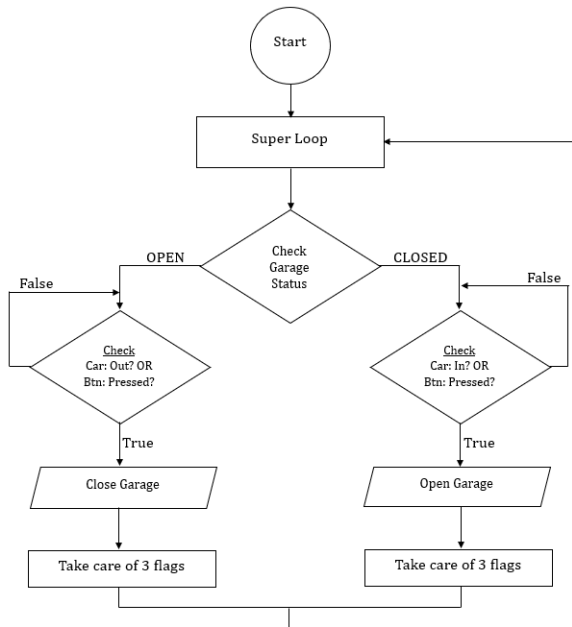 Start
Super Loop
Check
Garage
Status
OPEN
CLOSED
False
False
Check
Car: Out? OR
Btn: Pressed?
Check
Car: In? OR
Btn: Pressed?
True
True
Close Garage
Open Garage
Take care of 3 flags
Take care of 3 flags